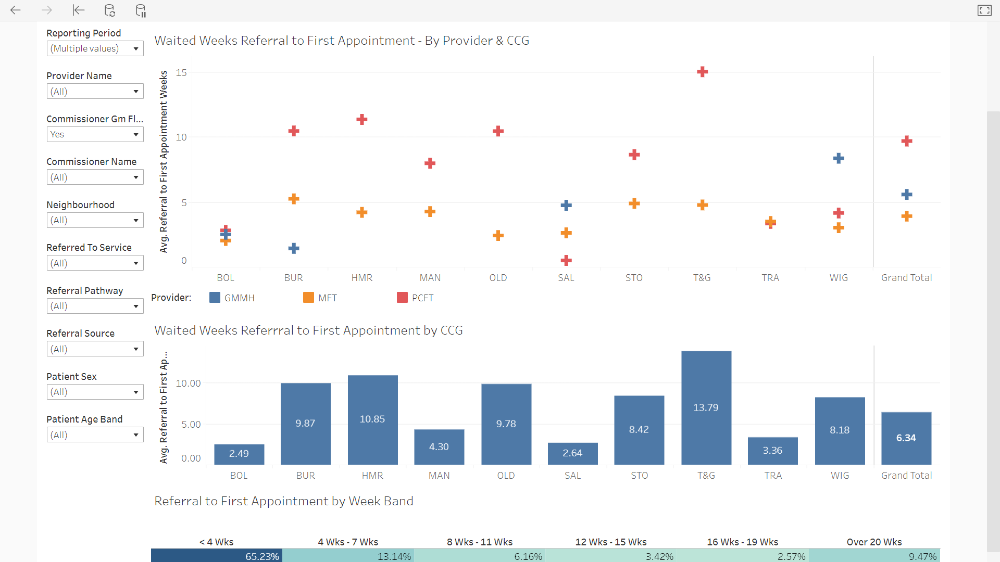 Reporting Period
(Multiple values)
Provider Name
(All)
Commissioner Gm Fl...
Yes
Commissioner Name
(All)
Neighbourhood
(All)
Referred To Service
(All)
Referral Pathway
(All)
Referral Source
(All)
Patient Sex
(All)
Patient Age Band
(All)
Waited Weeks Referral to First Appointment - By Provider & CCG
Avg. Referral to First Appointment Weeks
15
10
5
0
BOL BUR HMR MAN OLD SAL STO T&G TRA WIG Grand Total
Provider: GMMH MFT PCFT
Waited Weeks Referrral to First Appointment by CCG
Avg. Referral to First Ap...
10.00
5.00
0.00
2.49 9.87 10.85 4.30 9.78 2.64 8.42 13.79 3.36 8.18 6.34
BOL BUR HMR MAN OLD SAL STO T&G TRA WIG Grand Total
Referral to First Appointment by Week Band
< 4 Wks 4 Wks - 7 Wks 8 Wks - 11 Wks 12 Wks - 15 Wks 16 Wks - 19 Wks Over 20 Wks
65.23% 13.14% 6.16% 3.42% 2.57% 9.47%